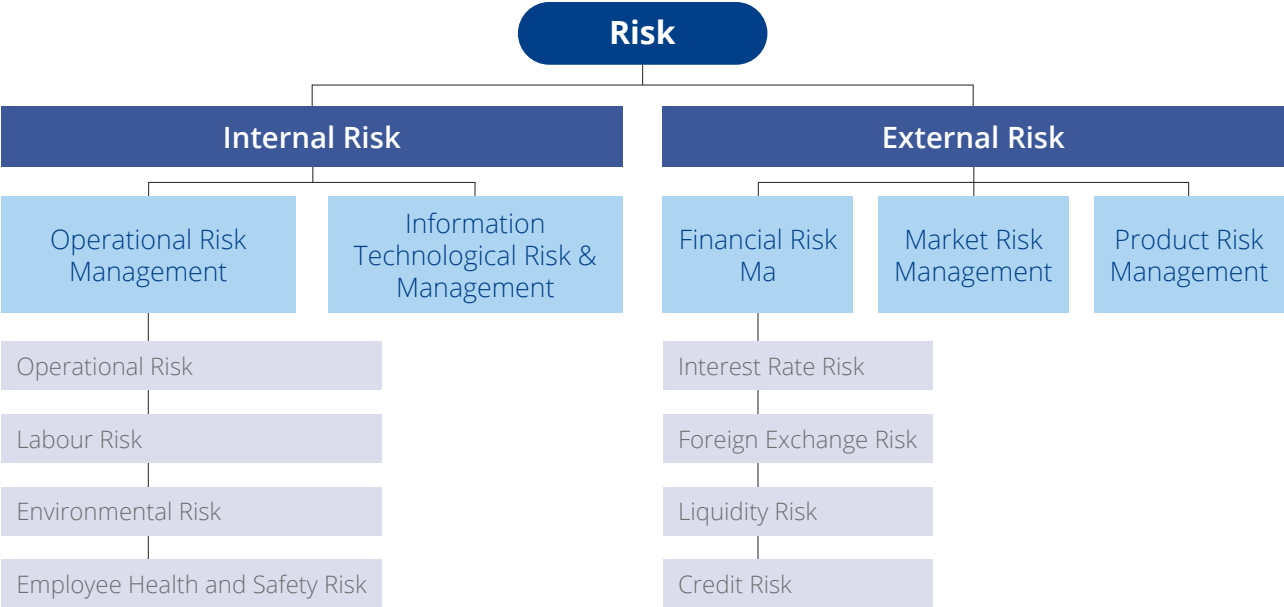 Risk
Internal Risk
External Risk
Operational Risk
Management
Information
Technological Risk &
Management
Financial Risk
Ma
Market Risk
Management
Product Risk
Management
Operational Risk
Labour Risk
Environmental Risk
Employee Health and Safety Risk
Interest Rate Risk
Foreign Exchange Risk
Liquidity Risk
Credit Risk